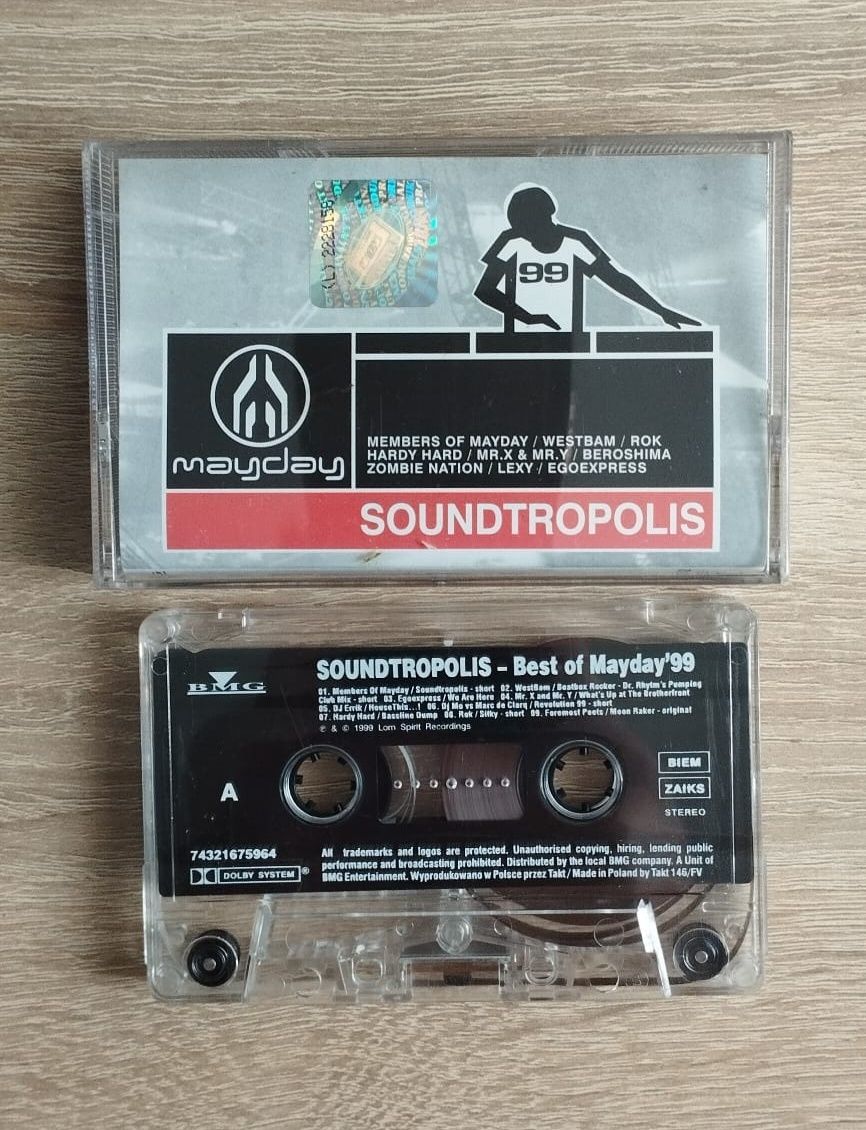 (L) 2229159
99
MEMBERS OF MAYDAY / WESTBAM / ROK
HARDY HARD / MR.X & MR.Y / BEROSHIMA
ZOMBIE NATION / LEXY / EGOEXPRESS
mayday
SOUNDTROPOLIS
BMG
SOUNDTROPOLIS – Best of Mayday'99
01. Members Of Mayday / Soundtropolis - short 02. WestBam / Beatbox Rocker - Dr. Rhytm's Pumping
Club Mix - short 03. Egoexpress / We Are Here 04. Mr. X and Mr. Y / What's Up at The Brotherfront
05. DJ Errik / House This...! 06. Dj Mo vs Marc de Clarq / Revolution 99 - short
07. Hardy Hard / Bassline Dump 08. Rok / Silky - short 09. Foremost Poets / Moon Raker - original
℗ & © 1999 Low Spirit Recordings
A
BIEM
ZAIKS
STEREO
74321675964
DOLBY SYSTEM®
All trademarks and logos are protected. Unauthorised copying, hiring, lending public
performance and broadcasting prohibited. Distributed by the local BMG company. A Unit of
BMG Entertainment. Wyprodukowano w Polsce przez Takt / Made in Poland by Takt 146/FV